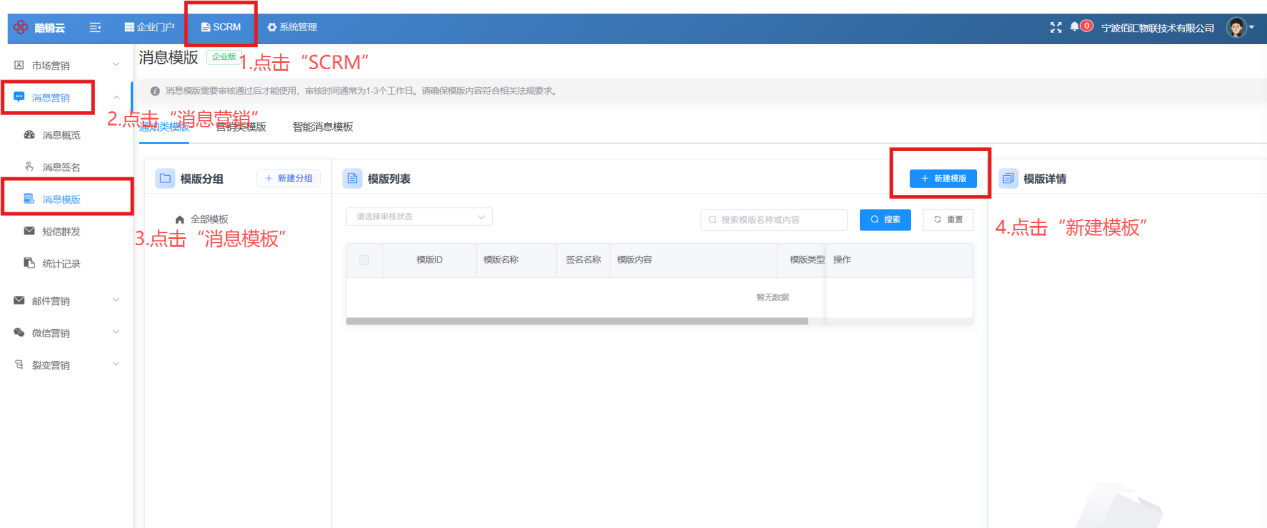 酷销云 企业门户 SCRM 系统管理 0 宁波佰汇物联技术有限公司
市场营销
消息营销
消息概览
消息签名
消息模版
短信群发
统计记录
邮件营销
微信营销
裂变营销
消息模版 企业版
1.点击“SCRM”
消息模版需要审核通过后才能使用，审核时间通常为1-3个工作日。请确保模版内容符合相关法规要求。
2.点击“消息营销”
通知类模版 营销类模版 智能消息模板
模版分组 + 新建分组
全部模版
3.点击“消息模板”
模版列表 + 新建模版
请选择审核状态 搜索模版名称或内容 搜索 重置
模版ID 模版名称 签名名称 模版内容 模版类型 操作
暂无数据
模版详情
4.点击“新建模板”